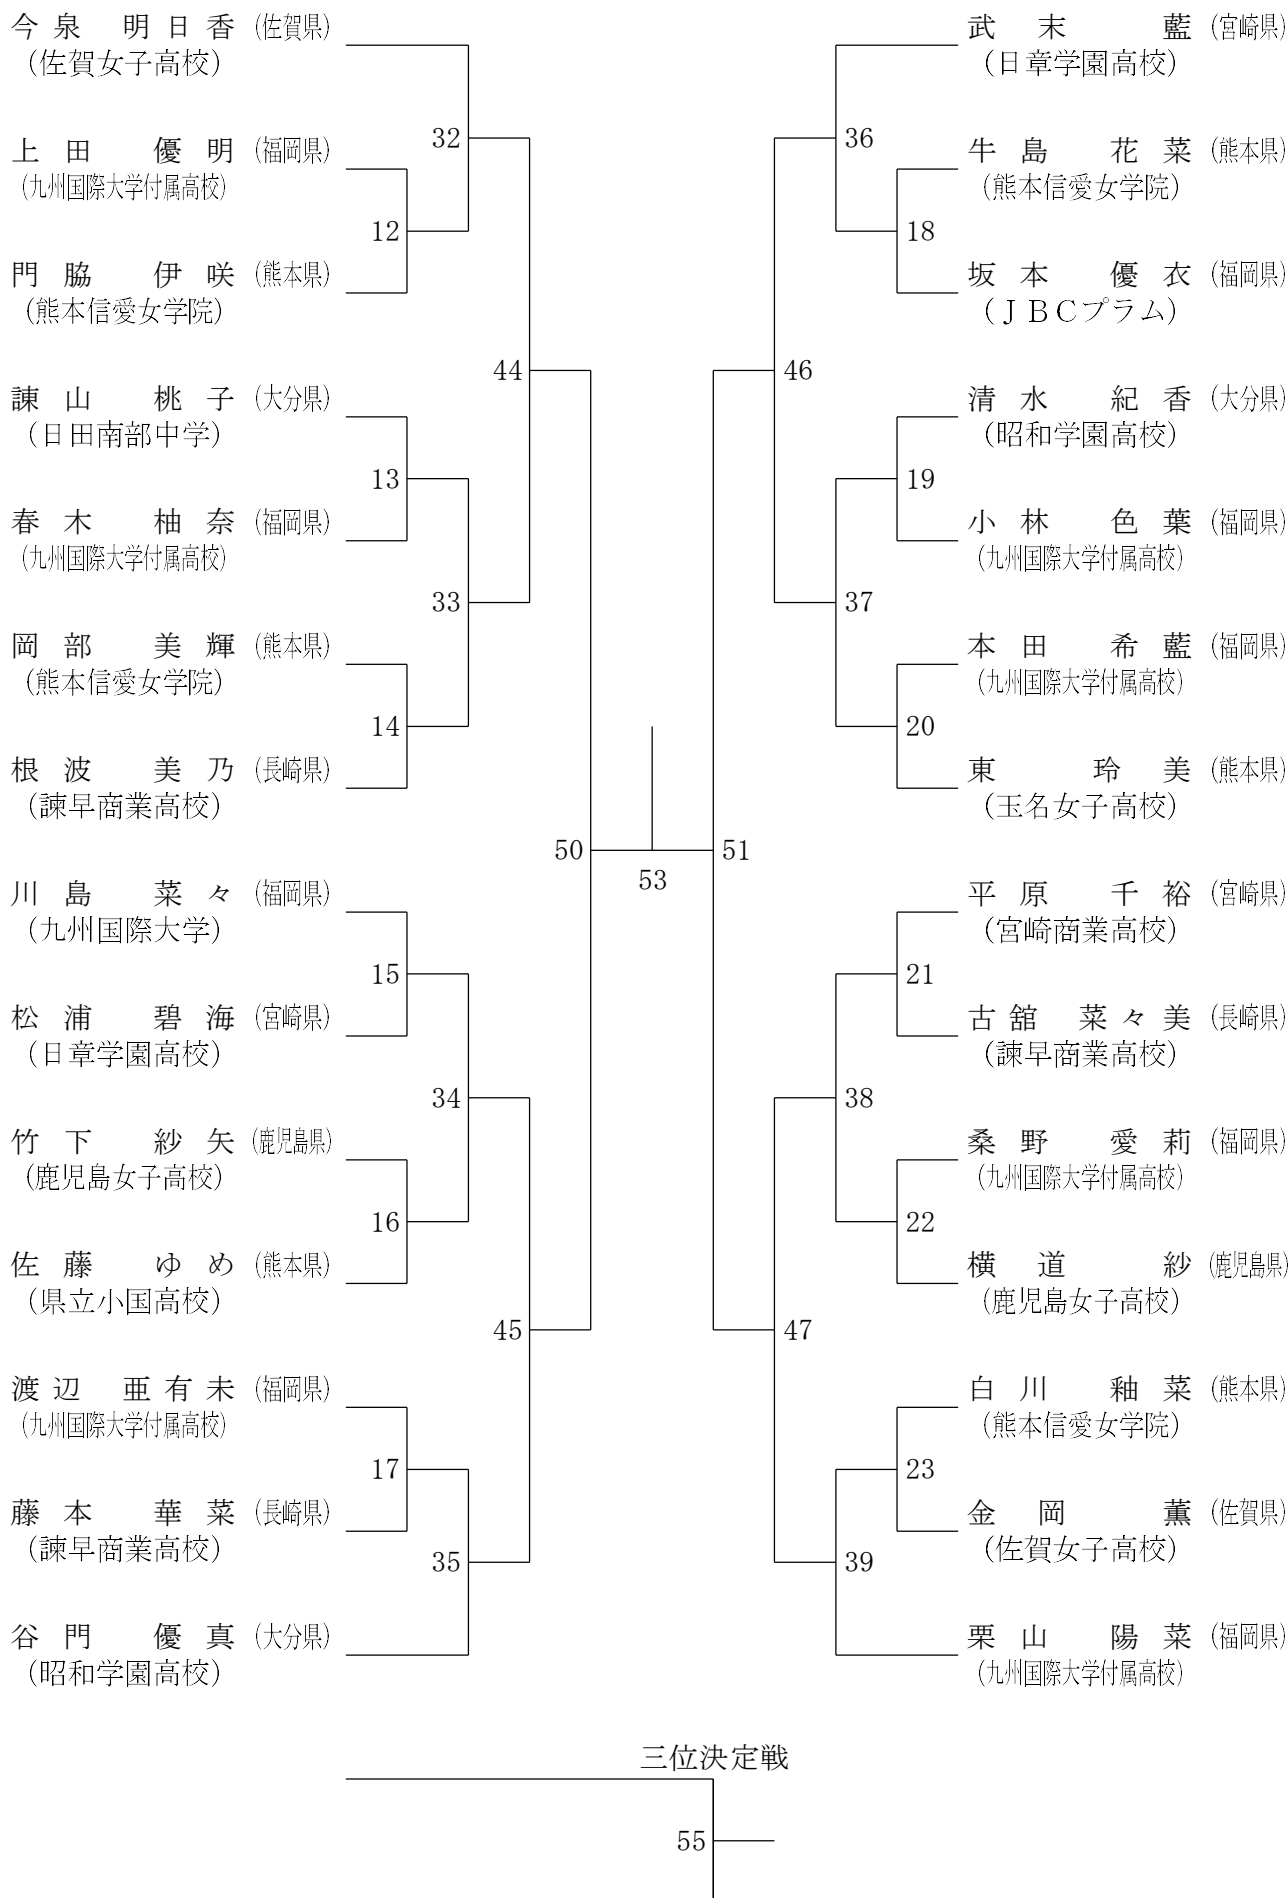 今泉 明日香 (佐賀県)
(佐賀女子高校)
32
上田 優明 (福岡県)
(九州国際大学付属高校)
12
門脇 伊咲 (熊本県)
(熊本信愛女学院)
44
諌山 桃子 (大分県)
(日田南部中学)
13
春木 柚奈 (福岡県)
(九州国際大学付属高校)
33
岡部 美輝 (熊本県)
(熊本信愛女学院)
14
根波 美乃 (長崎県)
(諫早商業高校)
50
川島 菜々 (福岡県)
(九州国際大学)
15
松浦 碧海 (宮崎県)
(日章学園高校)
34
竹下 紗矢 (鹿児島県)
(鹿児島女子高校)
16
佐藤 ゆめ (熊本県)
(県立小国高校)
45
渡辺 亜有未 (福岡県)
(九州国際大学付属高校)
17
藤本 華菜 (長崎県)
(諫早商業高校)
35
谷門 優真 (大分県)
(昭和学園高校)
53
武末 藍 (宮崎県)
(日章学園高校)
36
牛島 花菜 (熊本県)
(熊本信愛女学院)
18
坂本 優衣 (福岡県)
(ＪＢＣプラム)
46
清水 紀香 (大分県)
(昭和学園高校)
19
小林 色葉 (福岡県)
(九州国際大学付属高校)
37
本田 希藍 (福岡県)
(九州国際大学付属高校)
20
東 玲美 (熊本県)
(玉名女子高校)
51
平原 千裕 (宮崎県)
(宮崎商業高校)
21
古舘 菜々美 (長崎県)
(諫早商業高校)
38
桑野 愛莉 (福岡県)
(九州国際大学付属高校)
22
横道 紗 (鹿児島県)
(鹿児島女子高校)
47
白川 釉菜 (熊本県)
(熊本信愛女学院)
23
金岡 薫 (佐賀県)
(佐賀女子高校)
39
栗山 陽菜 (福岡県)
(九州国際大学付属高校)
三位決定戦
55